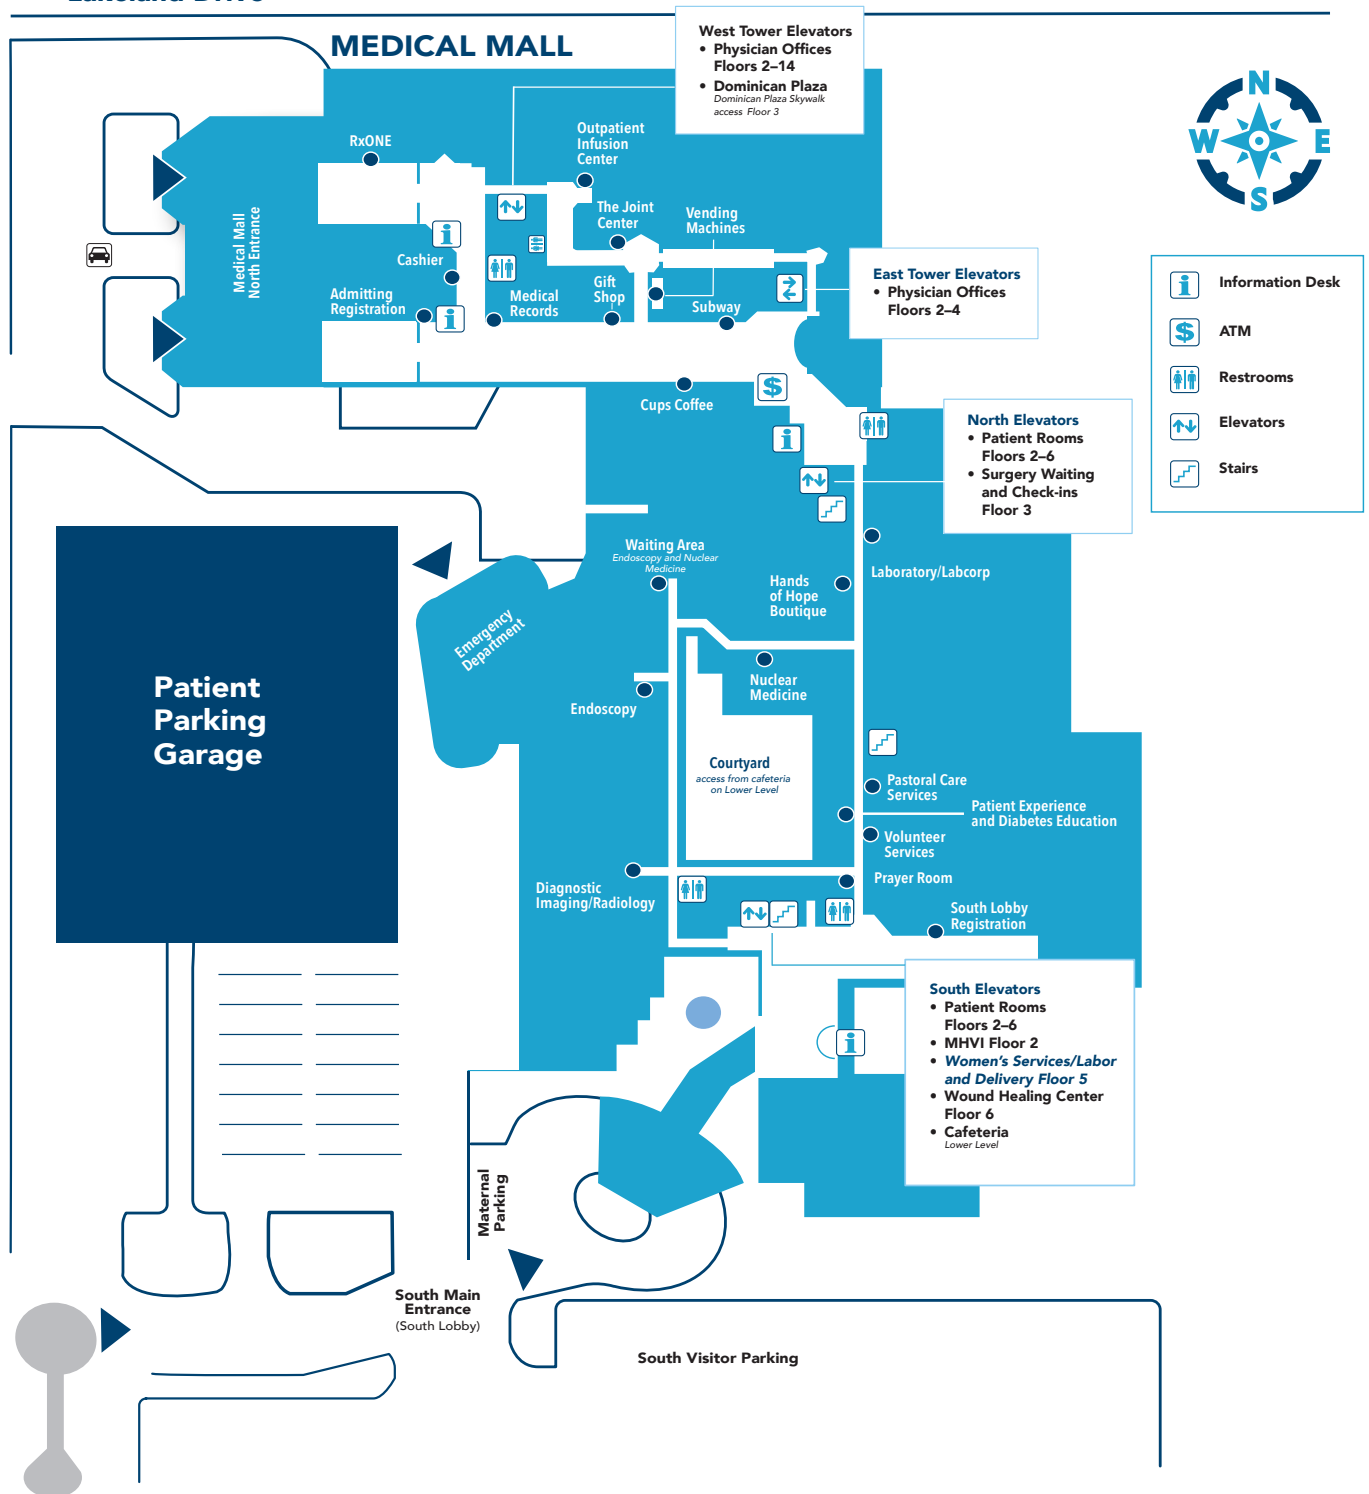 Lakeland Drive
MEDICAL MALL
West Tower Elevators
• Physician Offices
Floors 2–14
• Dominican Plaza
Dominican Plaza Skywalk
access Floor 3
N
W
E
S
RxONE
Outpatient
Infusion
Center
The Joint
Center
Vending
Machines
Medical Mall
North Entrance
Cashier
Admitting
Registration
Medical
Records
Gift
Shop
Subway
East Tower Elevators
• Physician Offices
Floors 2–4
i Information Desk
$ ATM
Restrooms
Elevators
Stairs
i
i
Cups Coffee
$
i
North Elevators
• Patient Rooms
Floors 2–6
• Surgery Waiting
and Check-ins
Floor 3
Waiting Area
Endoscopy and Nuclear
Medicine
Laboratory/Labcorp
Hands
of Hope
Boutique
Emergency
Department
Patient
Parking
Garage
Nuclear
Medicine
Endoscopy
Courtyard
access from cafeteria
on Lower Level
Pastoral Care
Services
Patient Experience
and Diabetes Education
Volunteer
Services
Diagnostic
Imaging/Radiology
Prayer Room
South Lobby
Registration
i
South Elevators
• Patient Rooms
Floors 2–6
• MHVI Floor 2
• Women's Services/Labor
and Delivery Floor 5
• Wound Healing Center
Floor 6
• Cafeteria
Lower Level
Maternal
Parking
South Main
Entrance
(South Lobby)
South Visitor Parking